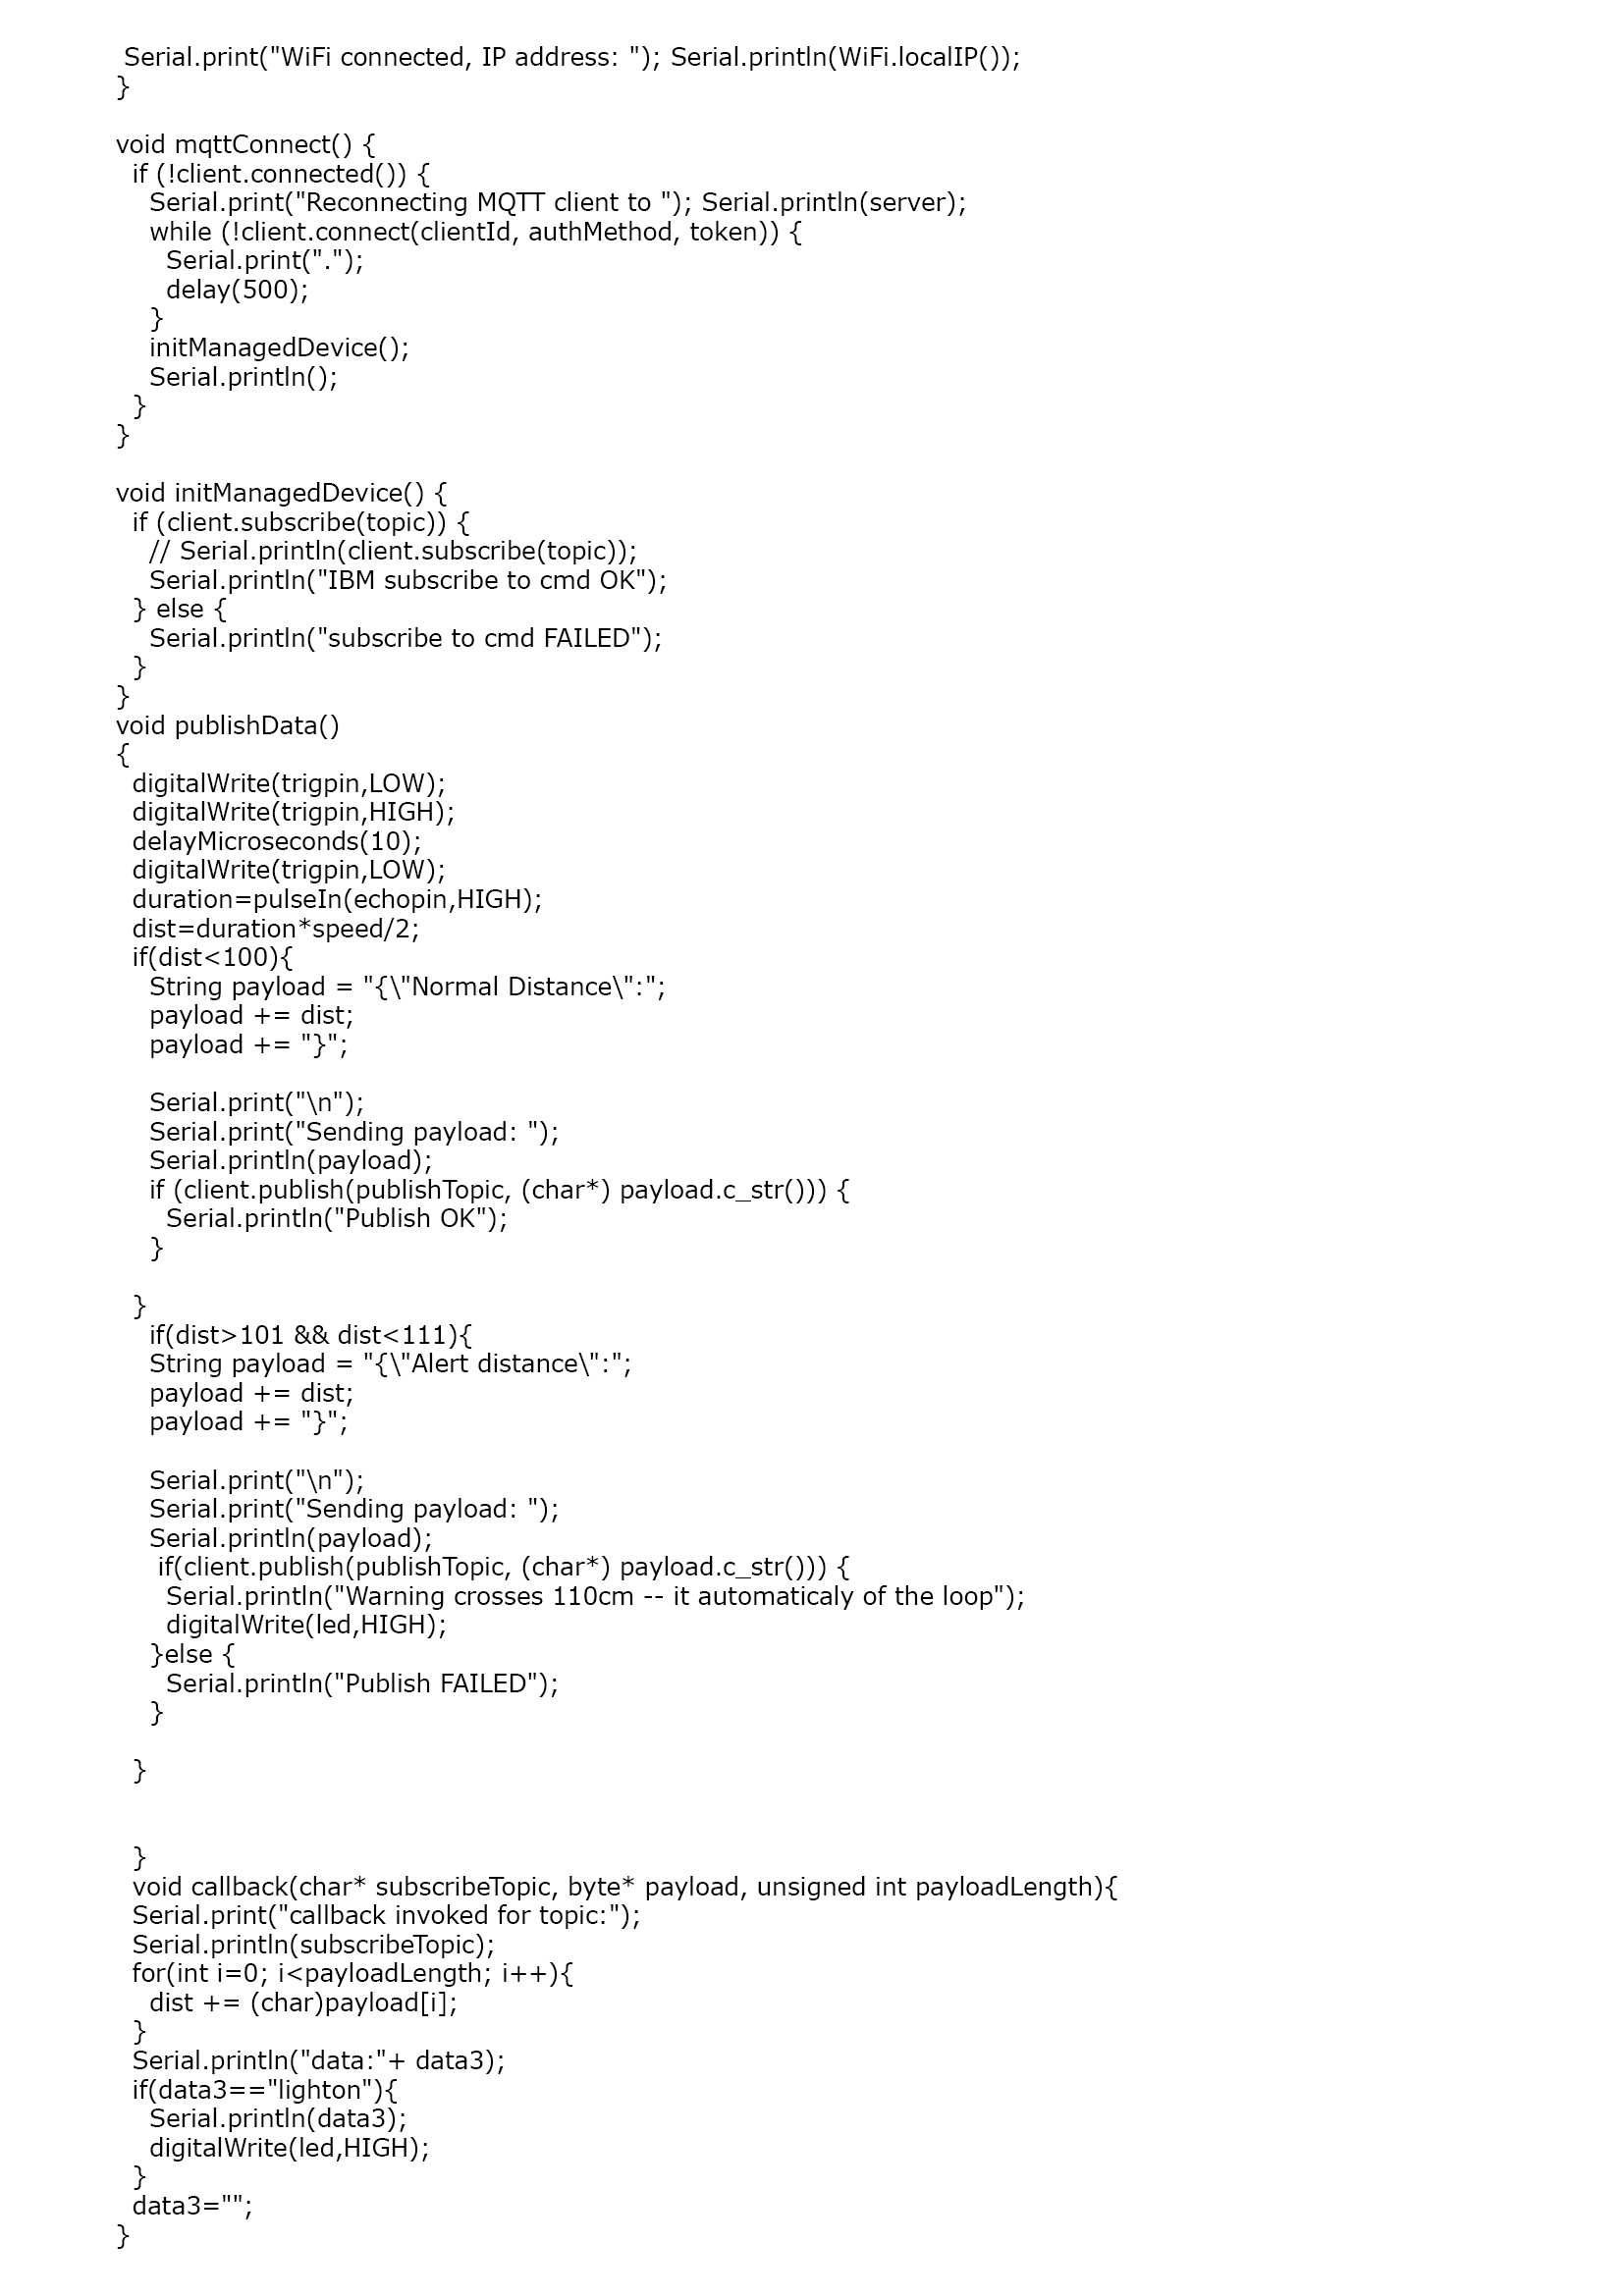 Serial.print("WiFi connected, IP address: "); Serial.println(WiFi.localIP());
}

void mqttConnect() {
  if (!client.connected()) {
    Serial.print("Reconnecting MQTT client to "); Serial.println(server);
    while (!client.connect(clientId, authMethod, token)) {
      Serial.print(".");
      delay(500);
    }
    initManagedDevice();
    Serial.println();
  }
}

void initManagedDevice() {
  if (client.subscribe(topic)) {
    // Serial.println(client.subscribe(topic));
    Serial.println("IBM subscribe to cmd OK");
  } else {
    Serial.println("subscribe to cmd FAILED");
  }
}
void publishData()
{
  digitalWrite(trigpin,LOW);
  digitalWrite(trigpin,HIGH);
  delayMicroseconds(10);
  digitalWrite(trigpin,LOW);
  duration=pulseIn(echopin,HIGH);
  dist=duration*speed/2;
  if(dist<100){
    String payload = "{\"Normal Distance\":";
    payload += dist;
    payload += "}";

    Serial.print("\n");
    Serial.print("Sending payload: ");
    Serial.println(payload);
    if (client.publish(publishTopic, (char*) payload.c_str())) {
      Serial.println("Publish OK");
    }

  }
    if(dist>101 && dist<111){
    String payload = "{\"Alert distance\":";
    payload += dist;
    payload += "}";

    Serial.print("\n");
    Serial.print("Sending payload: ");
    Serial.println(payload);
     if(client.publish(publishTopic, (char*) payload.c_str())) {
      Serial.println("Warning crosses 110cm -- it automaticaly of the loop");
      digitalWrite(led,HIGH);
    }else {
      Serial.println("Publish FAILED");
    }

  }


  }
  void callback(char* subscribeTopic, byte* payload, unsigned int payloadLength){
  Serial.print("callback invoked for topic:");
  Serial.println(subscribeTopic);
  for(int i=0; i<payloadLength; i++){
    dist += (char)payload[i];
  }
  Serial.println("data:"+ data3);
  if(data3=="lighton"){
    Serial.println(data3);
    digitalWrite(led,HIGH);
  }
  data3="";
}